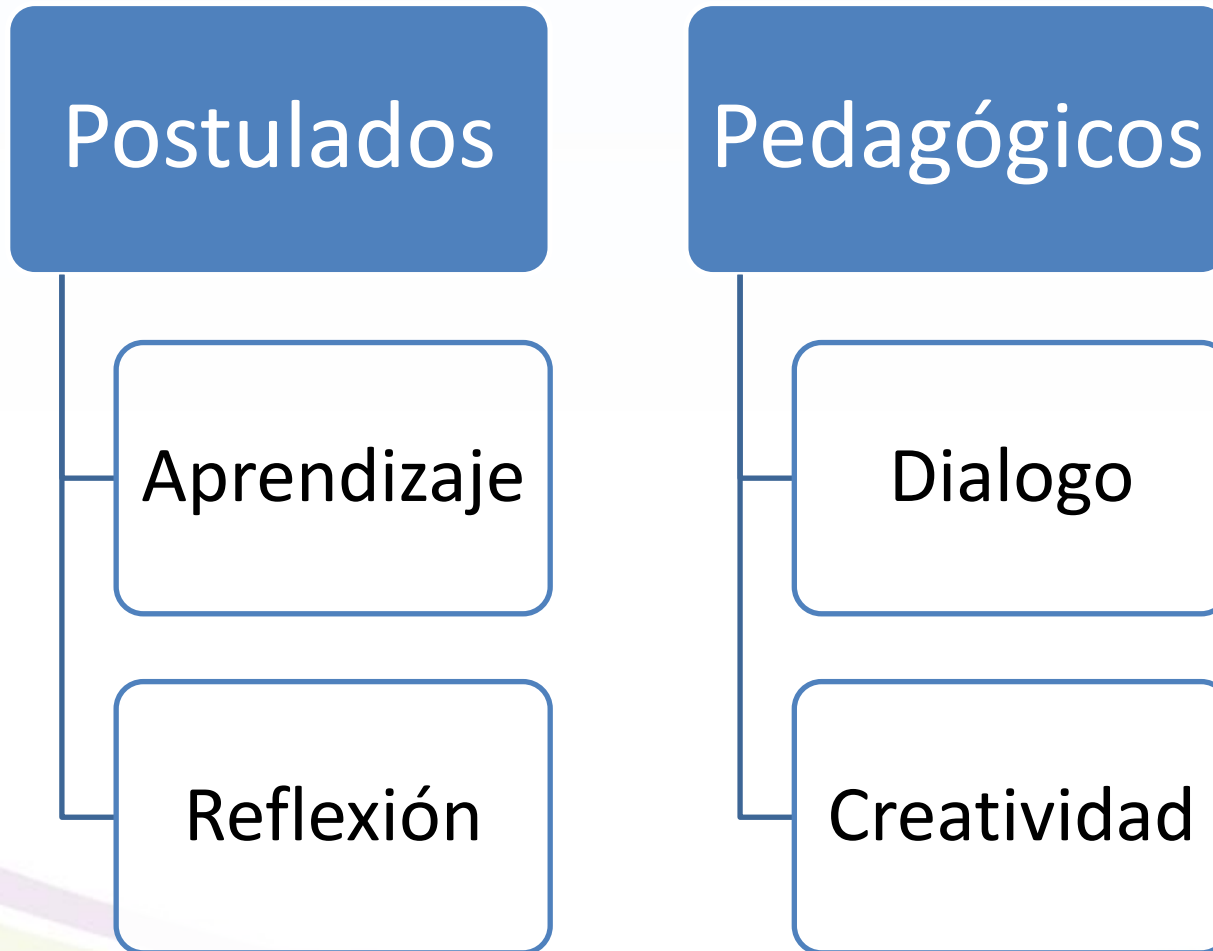 Postulados
Aprendizaje
Reflexión
Pedagógicos
Dialogo
Creatividad